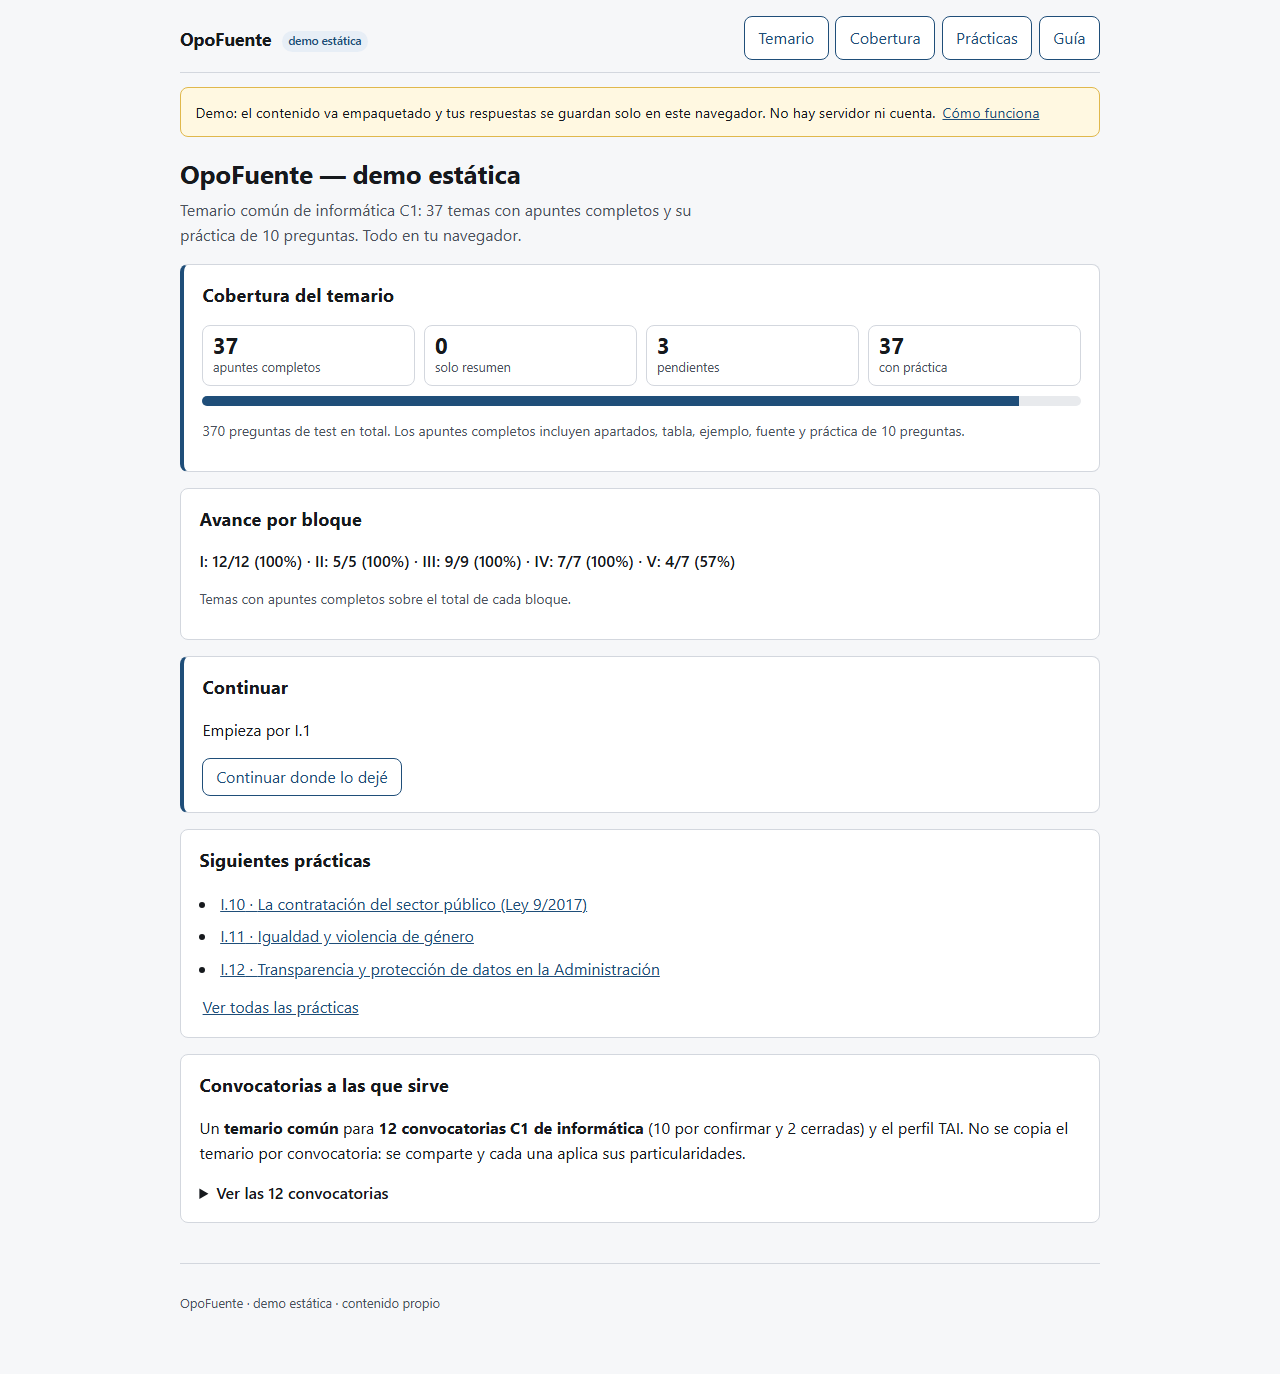 OpoFuente demo estática Temario Cobertura Prácticas Guía
Demo: el contenido va empaquetado y tus respuestas se guardan solo en este navegador. No hay servidor ni cuenta. Cómo funciona
OpoFuente — demo estática
Temario común de informática C1: 37 temas con apuntes completos y su
práctica de 10 preguntas. Todo en tu navegador.
Cobertura del temario
37
apuntes completos
0
solo resumen
3
pendientes
37
con práctica
370 preguntas de test en total. Los apuntes completos incluyen apartados, tabla, ejemplo, fuente y práctica de 10 preguntas.
Avance por bloque
I: 12/12 (100%) · II: 5/5 (100%) · III: 9/9 (100%) · IV: 7/7 (100%) · V: 4/7 (57%)
Temas con apuntes completos sobre el total de cada bloque.
Continuar
Empieza por I.1
Continuar donde lo dejé
Siguientes prácticas
I.10 · La contratación del sector público (Ley 9/2017)
I.11 · Igualdad y violencia de género
I.12 · Transparencia y protección de datos en la Administración
Ver todas las prácticas
Convocatorias a las que sirve
Un temario común para 12 convocatorias C1 de informática (10 por confirmar y 2 cerradas) y el perfil TAI. No se copia el
temario por convocatoria: se comparte y cada una aplica sus particularidades.
Ver las 12 convocatorias
OpoFuente · demo estática · contenido propio